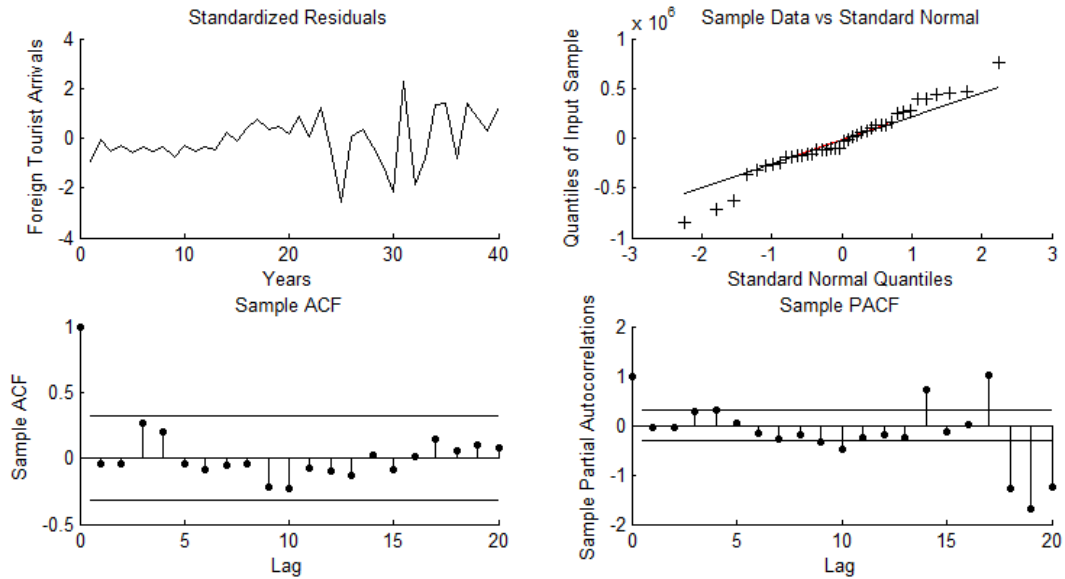 Standardized Residuals
Foreign Tourist Arrivals
4
2
0
-2
-4
0 10 20 30 40
Years
Sample Data vs Standard Normal
x 10^6
Quantiles of Input Sample
1
0.5
0
-0.5
-1
-3 -2 -1 0 1 2 3
Standard Normal Quantiles
Sample ACF
Sample ACF
1
0.5
0
-0.5
0 5 10 15 20
Lag
Sample PACF
Sample Partial Autocorrelations
2
1
0
-1
-2
0 5 10 15 20
Lag